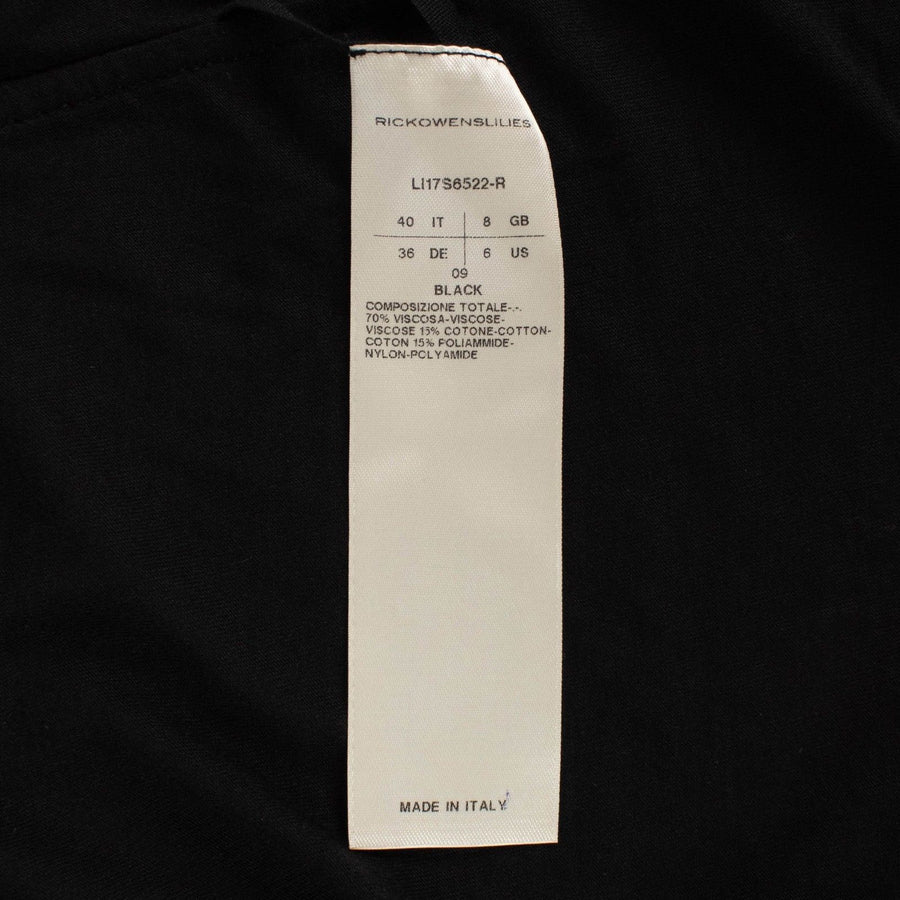 RICKOWENSLILIES
LI17S6522-R
40 IT 8 GB
36 DE 6 US
09
BLACK
COMPOSIZIONE TOTALE-.-.
70% VISCOSA-VISCOSE-
VISCOSE 15% COTONE-COTTON-
COTON 15% POLIAMMIDE-
NYLON-POLYAMIDE
MADE IN ITALY